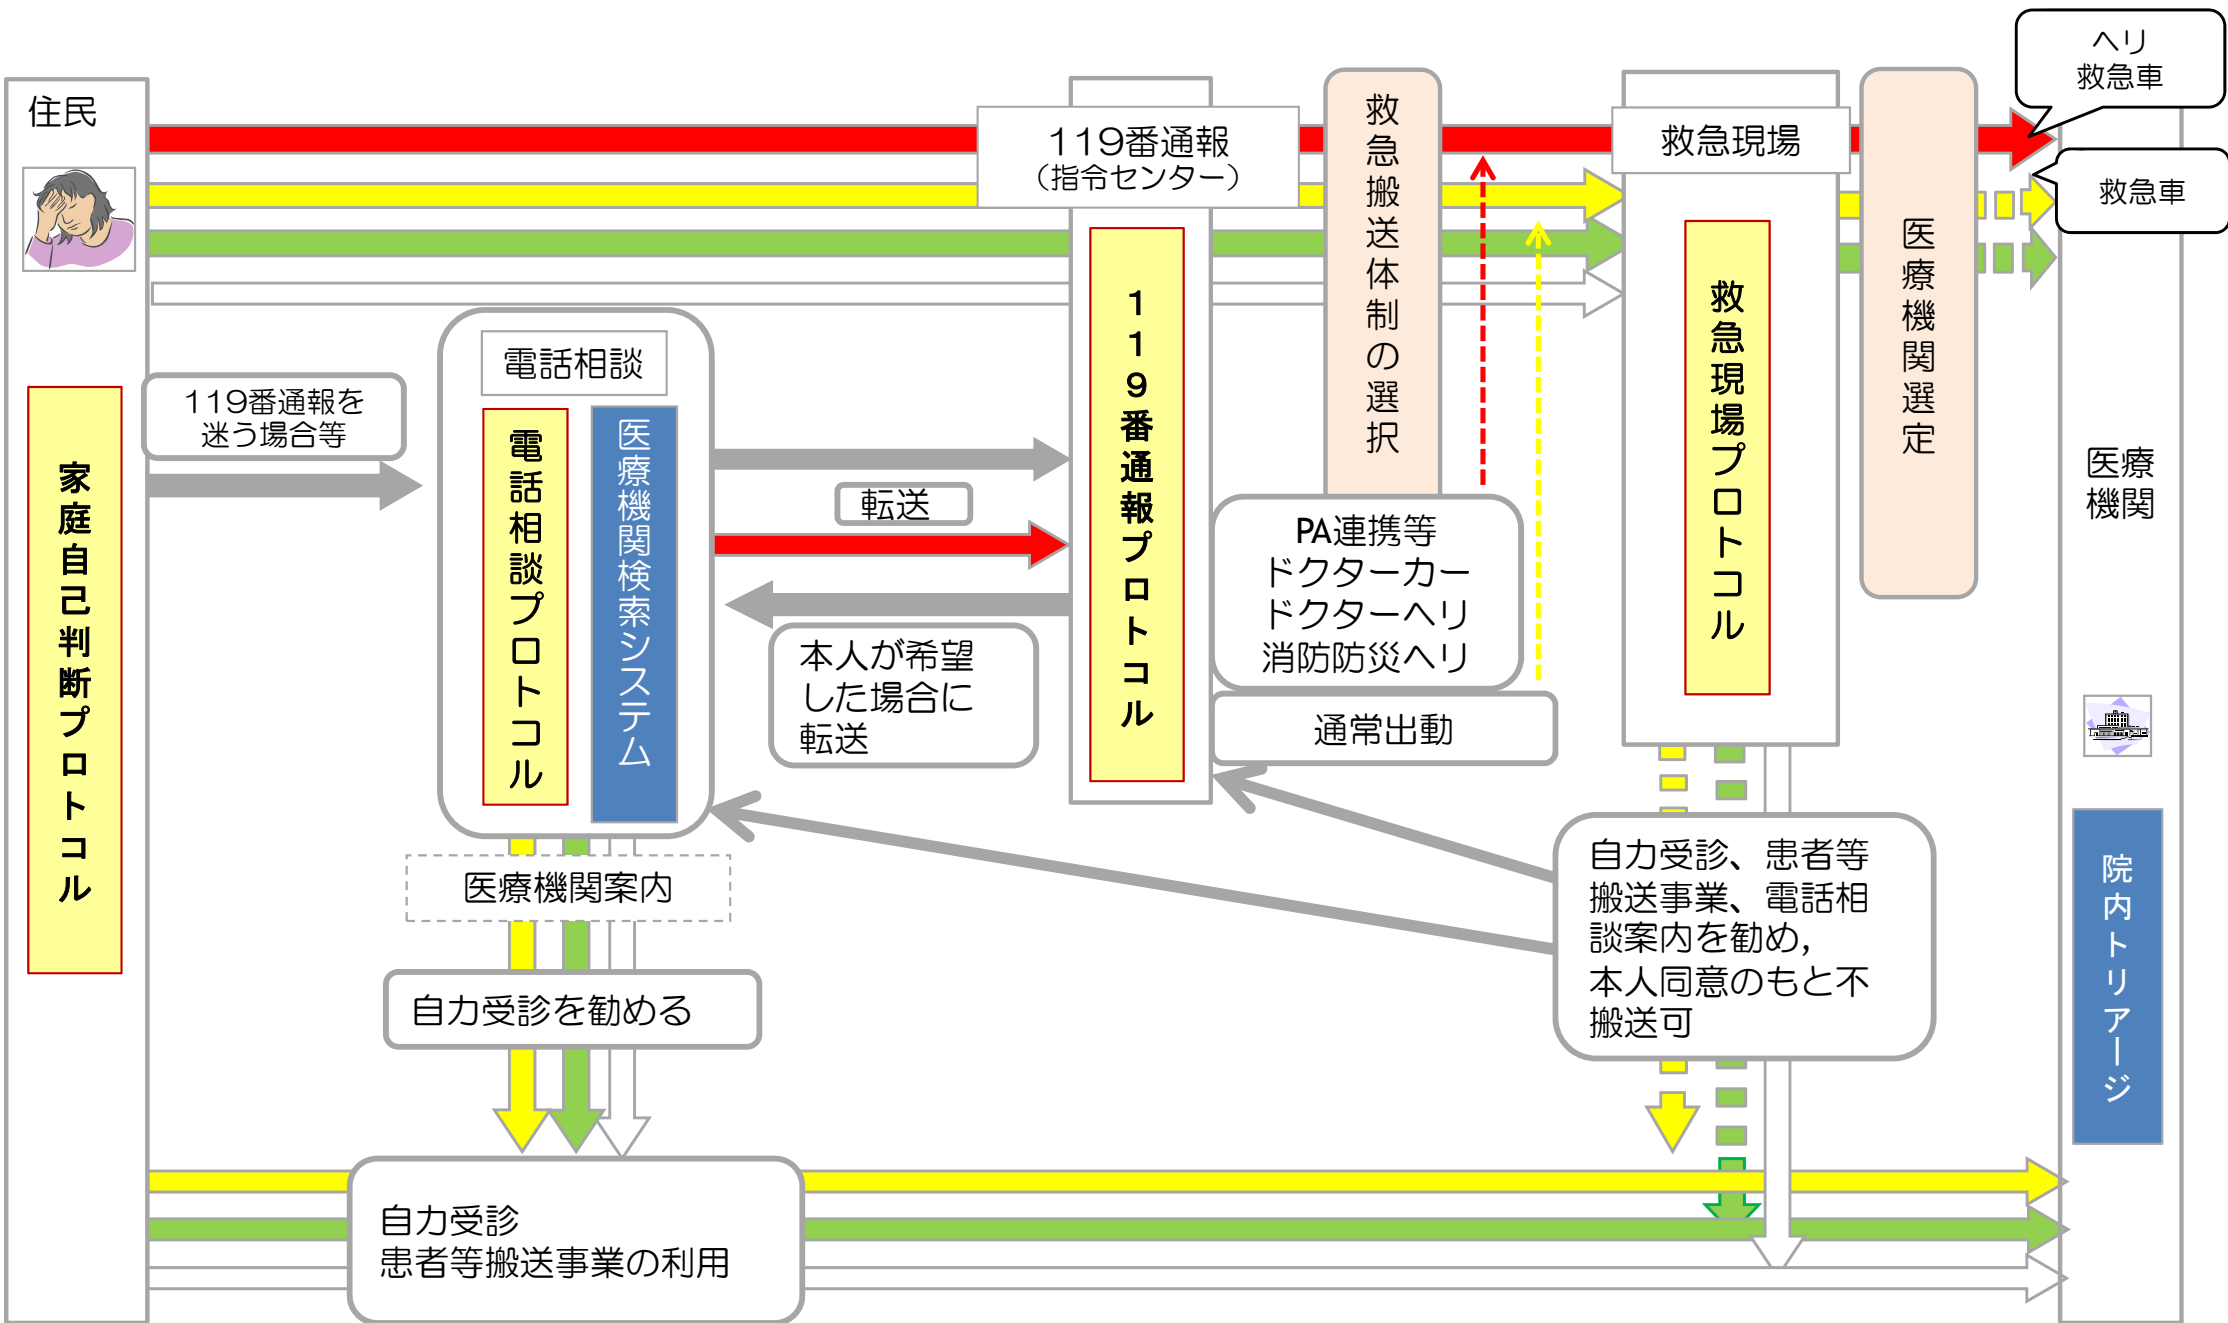 住民
家庭自己判断プロトコル
119番通報を
迷う場合等
電話相談
電話相談プロトコル
医療機関検索システム
医療機関案内
自力受診を勧める
自力受診
患者等搬送事業の利用
転送
本人が希望
した場合に
転送
119番通報
（指令センター）
119番通報プロトコル
救急搬送体制の選択
PA連携等
ドクターカー
ドクターヘリ
消防防災ヘリ
通常出動
救急現場
救急現場プロトコル
自力受診、患者等
搬送事業、電話相
談案内を勧め,
本人同意のもと不
搬送可
医療機関選定
ヘリ
救急車
救急車
医療
機関
院内トリアージ